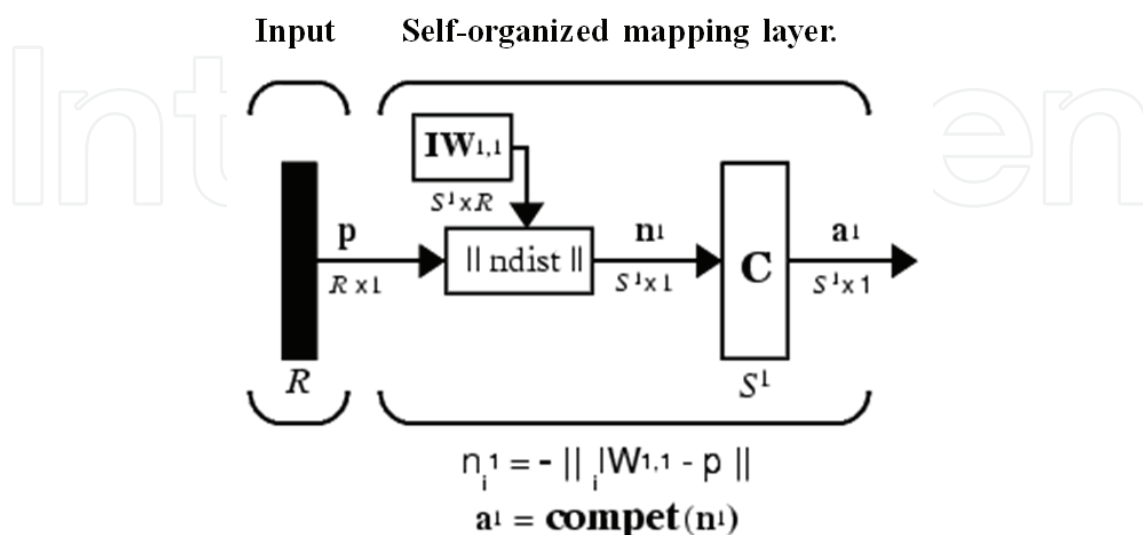 Input Self-organized mapping layer.
IW1,1
S¹xR
p
Rx1
|| ndist ||
n¹
S¹x1
C
a¹
S¹x1
R
S¹
nᵢ¹ = - || ᵢIW1,1 - p ||
a¹ = compet(n¹)